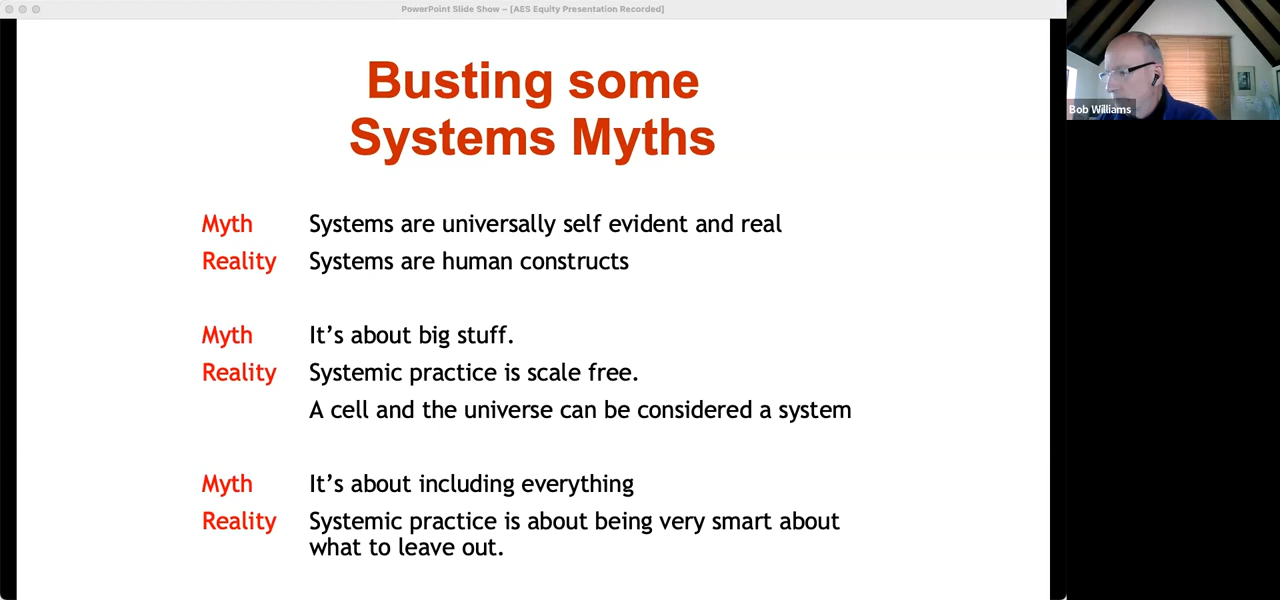 PowerPoint Slide Show – [AES Equity Presentation Recorded]
Busting some
Systems Myths
Myth Systems are universally self evident and real
Reality Systems are human constructs
Myth It’s about big stuff.
Reality Systemic practice is scale free.
A cell and the universe can be considered a system
Myth It’s about including everything
Reality Systemic practice is about being very smart about
what to leave out.
Bob Williams